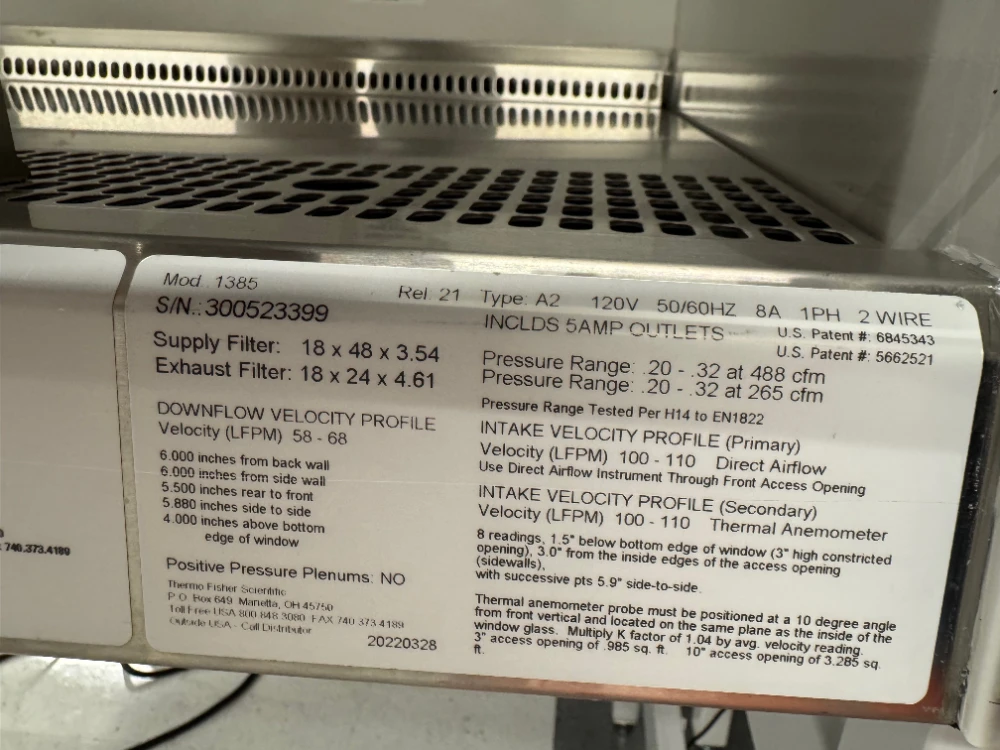 Mod 1385
Rel. 21 Type: A2 120V 50/60HZ 8A 1PH 2 WIRE
S/N.: 300523399
INCLDS 5AMP OUTLETS
U.S. Patent #: 6845343
U.S. Patent #: 5662521
Supply Filter: 18 x 48 x 3.54
Exhaust Filter: 18 x 24 x 4.61
Pressure Range: .20 - .32 at 488 cfm
Pressure Range: .20 - .32 at 265 cfm
Pressure Range Tested Per H14 to EN1822
DOWNFLOW VELOCITY PROFILE
Velocity (LFPM) 58 - 68
6.000 inches from back wall
6.000 inches from side wall
5.500 inches rear to front
5.880 inches side to side
4.000 inches above bottom
edge of window
INTAKE VELOCITY PROFILE (Primary)
Velocity (LFPM) 100 - 110 Direct Airflow
Use Direct Airflow Instrument Through Front Access Opening
INTAKE VELOCITY PROFILE (Secondary)
Velocity (LFPM) 100 - 110 Thermal Anemometer
8 readings, 1.5" below bottom edge of window (3" high constricted
opening), 3.0" from the inside edges of the access opening
(sidewalls),
with successive pts 5.9" side-to-side.
Positive Pressure Plenums: NO
Thermo Fisher Scientific
P.O. Box 649 Marietta, OH 45750
Toll Free USA 800 848 3080 FAX 740 373 4189
Outside USA - Call Distributor
20220328
Thermal anemometer probe must be positioned at a 10 degree angle
from front vertical and located on the same plane as the inside of the
window glass. Multiply K factor of 1.04 by avg. velocity reading.
3" access opening of .985 sq. ft. 10" access opening of 3.285 sq.
ft.
740.373.4189